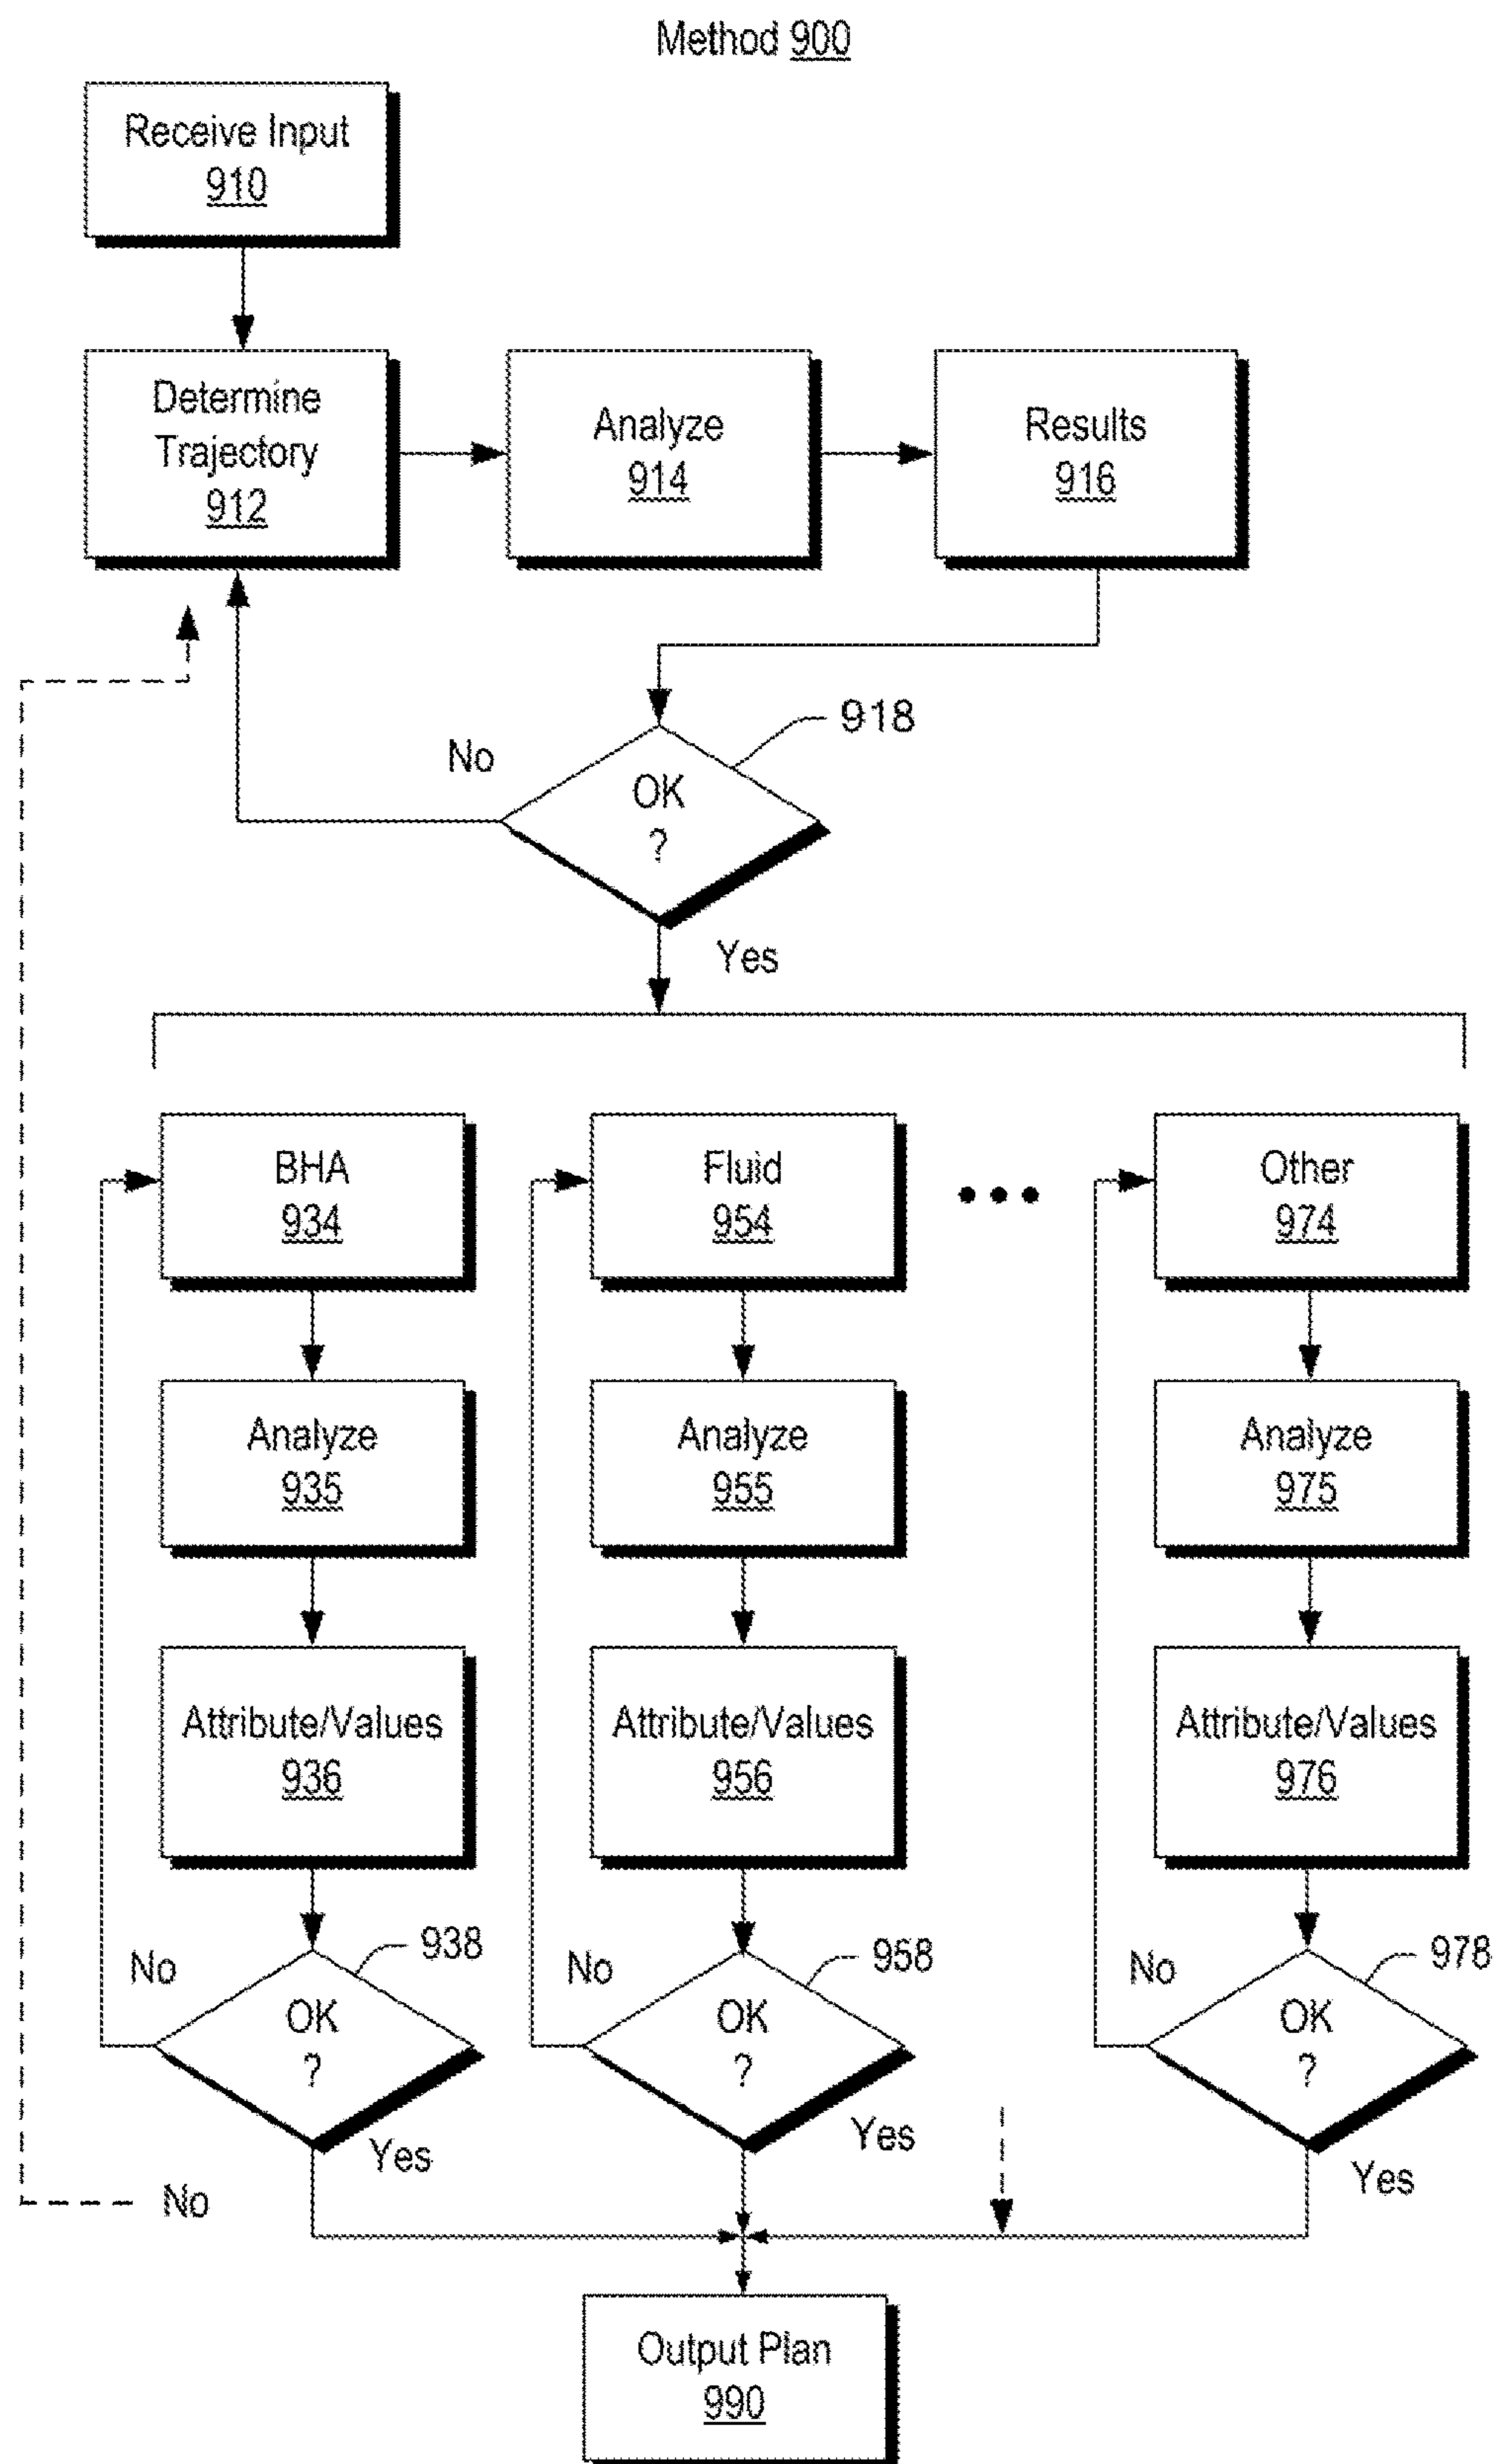 Method 900
Receive Input
910
Determine
Trajectory
912
Analyze
914
Results
916
918
No
OK
?
Yes
BHA
934
Fluid
954
•••
Other
974
Analyze
935
Analyze
955
Analyze
975
Attribute/Values
936
Attribute/Values
956
Attribute/Values
976
938
No
OK
?
Yes
958
No
OK
?
Yes
978
No
OK
?
Yes
No
Output Plan
990